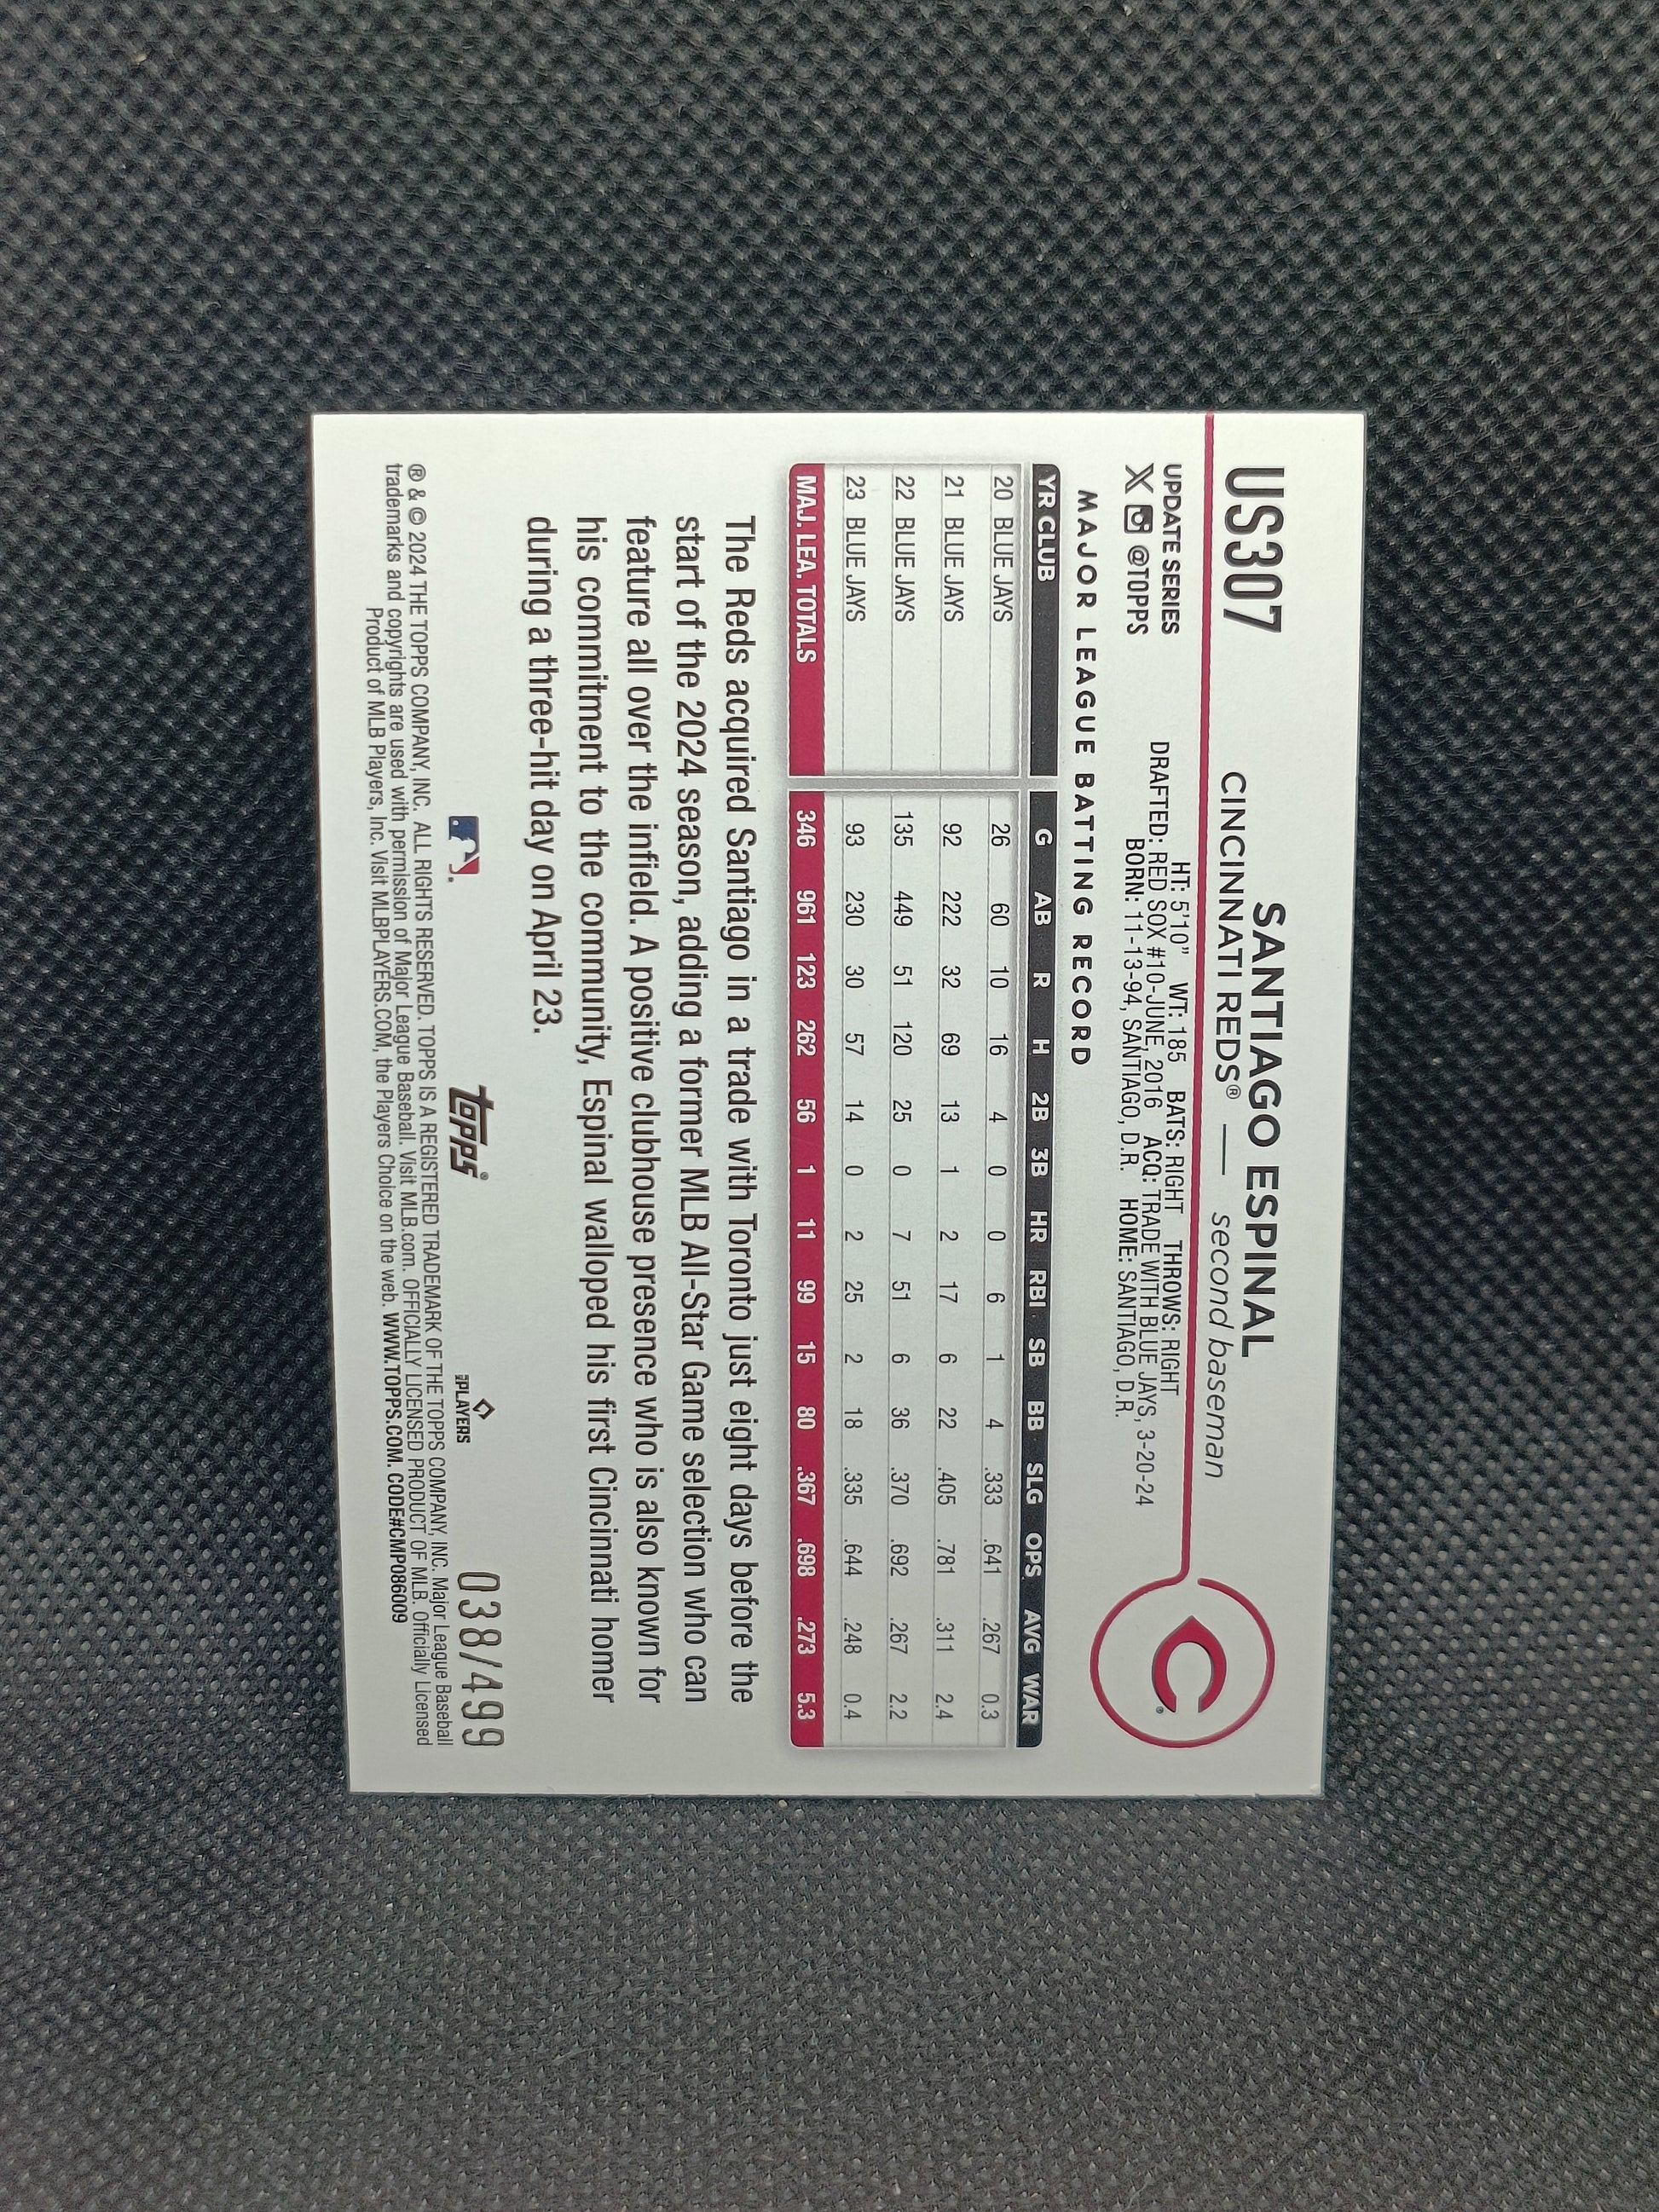 US307
SANTIAGO ESPINAL
CINCINNATI REDS® — second baseman
UPDATE SERIES
@TOPPS
HT: 5'10" WT: 185 BATS: RIGHT THROWS: RIGHT
DRAFTED: RED SOX #10-JUNE, 2016 ACQ: TRADE WITH BLUE JAYS, 3-20-24
BORN: 11-13-94, SANTIAGO, D.R. HOME: SANTIAGO, D.R.
C
MAJOR LEAGUE BATTING RECORD
YR CLUB G AB R H 2B 3B HR RBI SB BB SLG OPS AVG WAR
20 BLUE JAYS 26 60 10 16 4 0 0 6 1 4 .333 .641 .267 0.3
21 BLUE JAYS 92 222 32 69 13 1 2 17 6 22 .405 .781 .311 2.4
22 BLUE JAYS 135 449 51 120 25 0 7 51 6 36 .370 .692 .267 2.2
23 BLUE JAYS 93 230 30 57 14 0 2 25 2 18 .335 .644 .248 0.4
MAJ. LEA. TOTALS 346 961 123 262 56 1 11 99 15 80 .367 .698 .273 5.3
The Reds acquired Santiago in a trade with Toronto just eight days before the
start of the 2024 season, adding a former MLB All-Star Game selection who can
feature all over the infield. A positive clubhouse presence who is also known for
his commitment to the community, Espinal walloped his first Cincinnati homer
during a three-hit day on April 23.
topps®
PLAYERS
038/499
® & © 2024 THE TOPPS COMPANY, INC. ALL RIGHTS RESERVED. TOPPS IS A REGISTERED TRADEMARK OF THE TOPPS COMPANY, INC. Major League Baseball
trademarks and copyrights are used with permission of Major League Baseball. Visit MLB.com. OFFICIALLY LICENSED PRODUCT OF MLB. Officially Licensed
Product of MLB Players, Inc. Visit MLBPLAYERS.COM, the Players Choice on the web. WWW.TOPPS.COM. CODE#CMP086009